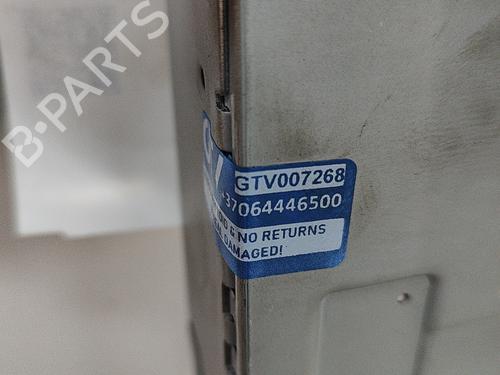 B-PARTS
GTV007268
+37064446500
& NO RETURNS
DAMAGED!